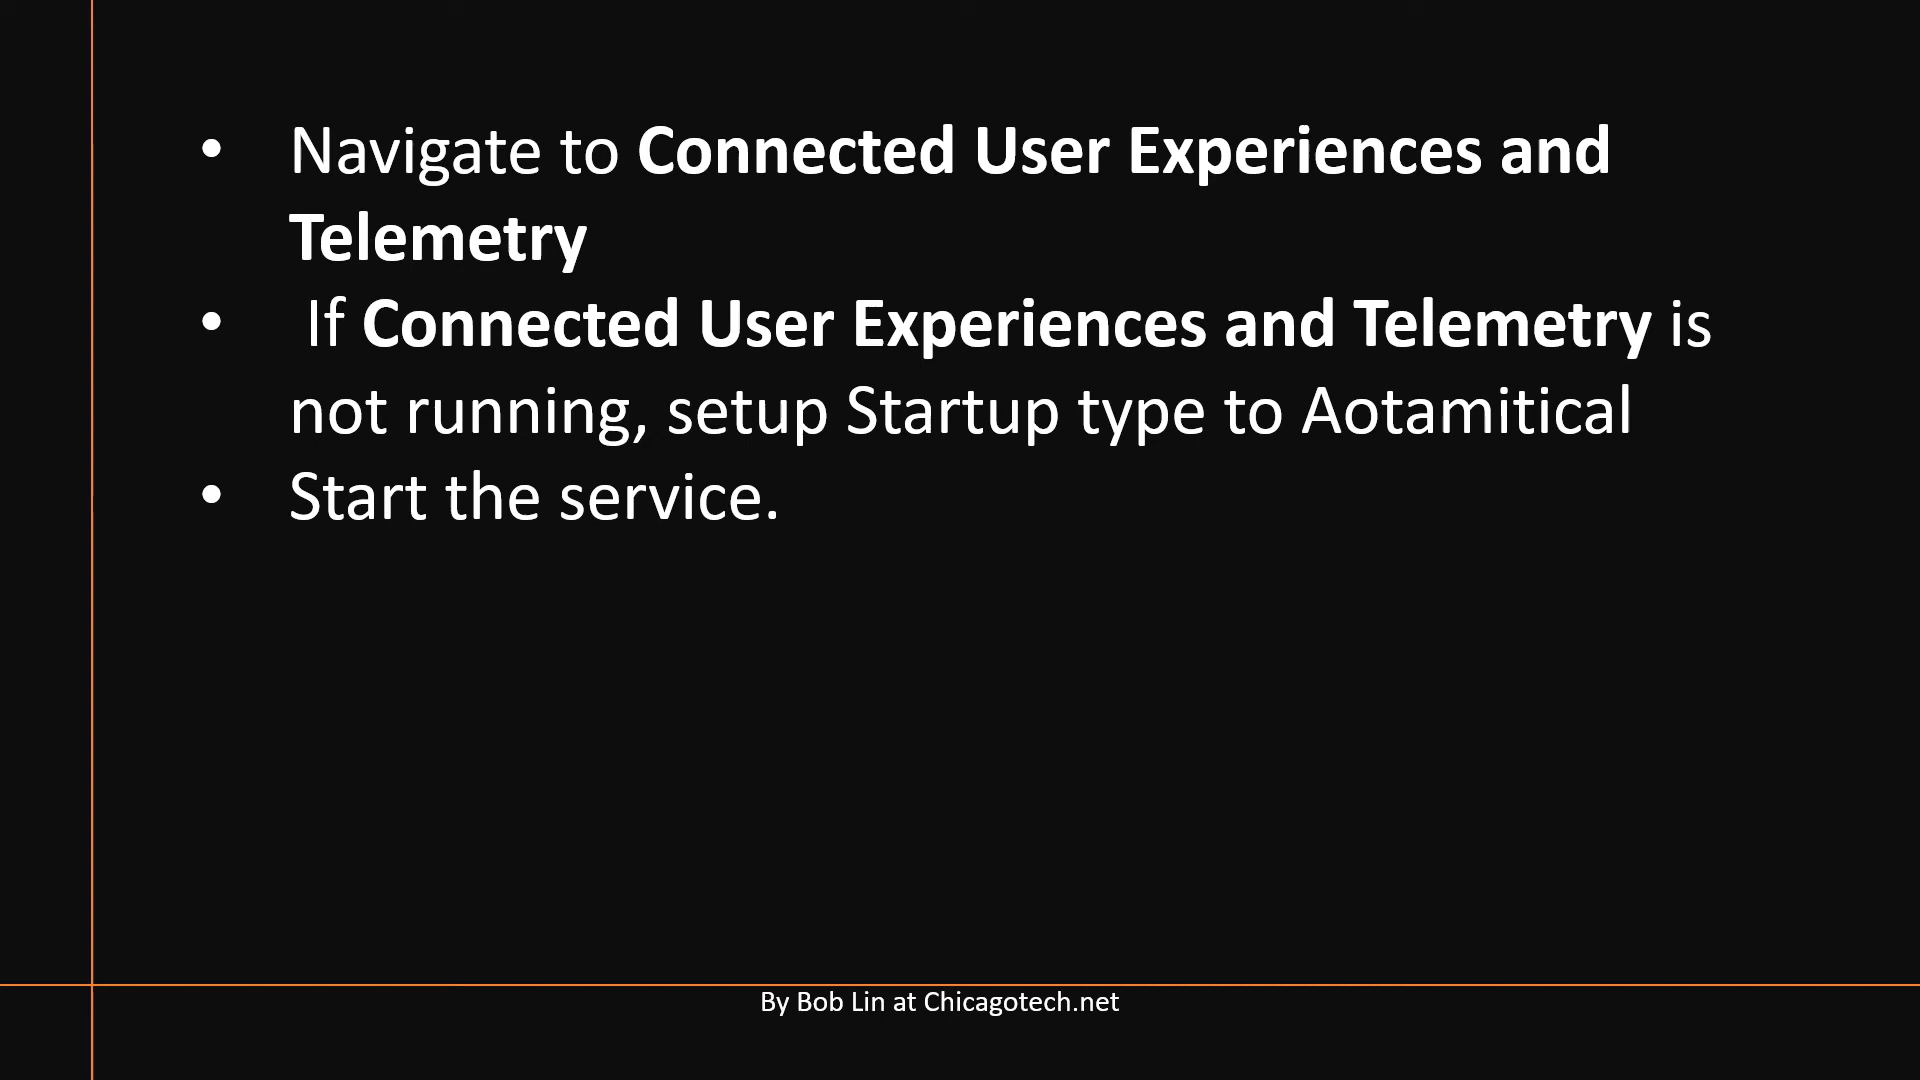 • Navigate to Connected User Experiences and
Telemetry
• If Connected User Experiences and Telemetry is
not running, setup Startup type to Aotamitical
• Start the service.
By Bob Lin at Chicagotech.net